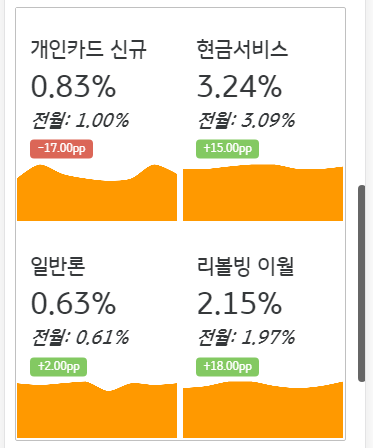 개인카드 신규
0.83%
전월: 1.00%
-17.00pp
현금서비스
3.24%
전월: 3.09%
+15.00pp
일반론
0.63%
전월: 0.61%
+2.00pp
리볼빙 이월
2.15%
전월: 1.97%
+18.00pp